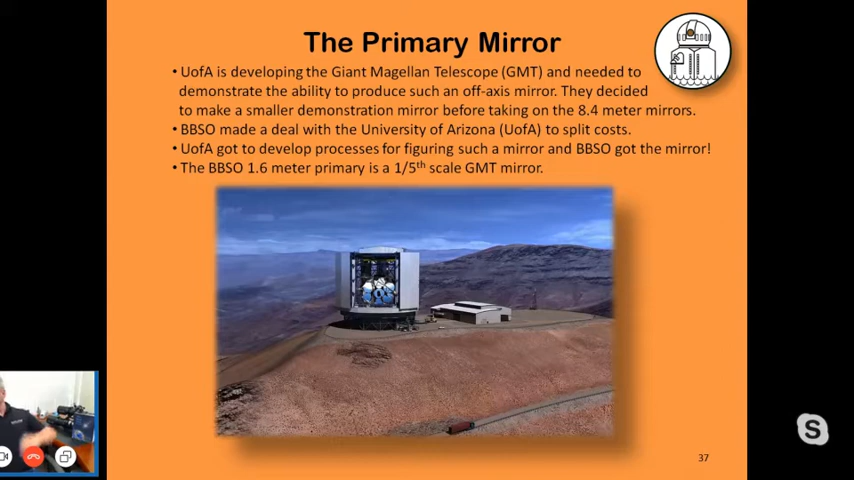 The Primary Mirror
• UofA is developing the Giant Magellan Telescope (GMT) and needed to
demonstrate the ability to produce such an off-axis mirror. They decided
to make a smaller demonstration mirror before taking on the 8.4 meter mirrors.
• BBSO made a deal with the University of Arizona (UofA) to split costs.
• UofA got to develop processes for figuring such a mirror and BBSO got the mirror!
• The BBSO 1.6 meter primary is a 1/5th scale GMT mirror.
37
S